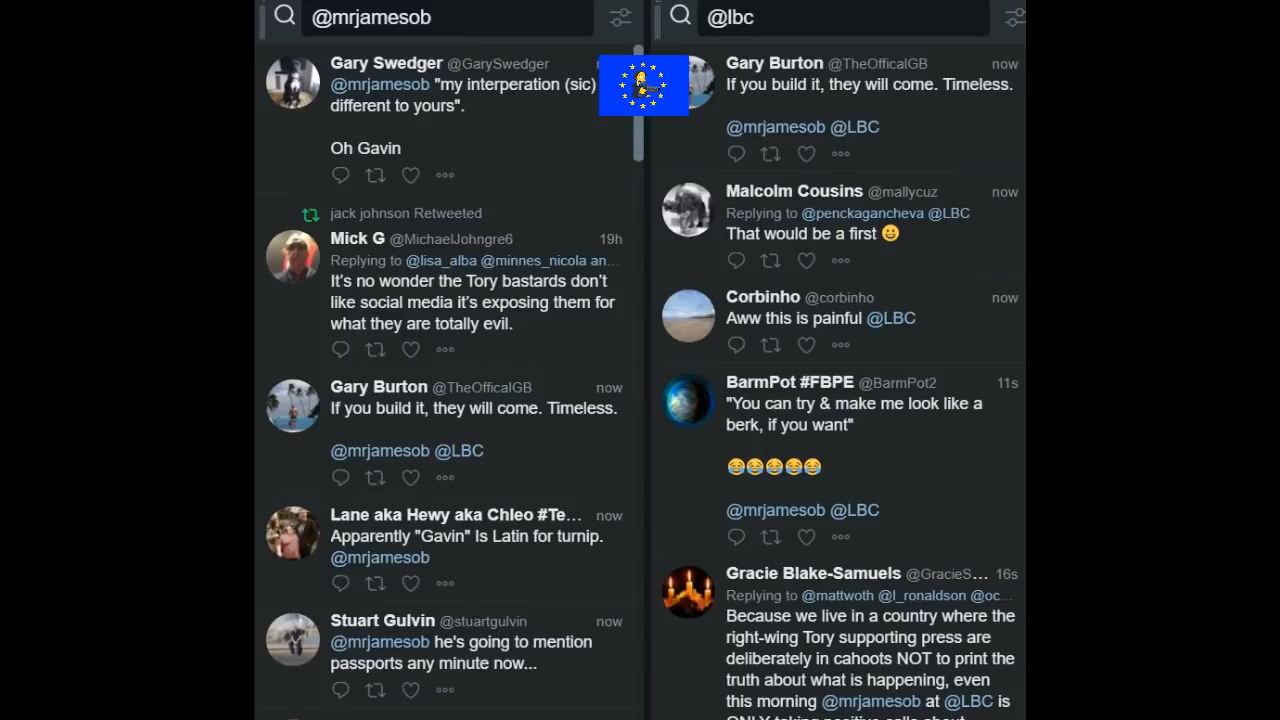 @mrjamesob
Gary Swedger @GarySwedger
@mrjamesob "my interperation (sic)
different to yours".
Oh Gavin
jack johnson Retweeted
Mick G @MichaelJohngre6 19h
Replying to @lisa_alba @minnes_nicola an...
It's no wonder the Tory bastards don't
like social media it's exposing them for
what they are totally evil.
Gary Burton @TheOfficalGB now
If you build it, they will come. Timeless.
@mrjamesob @LBC
Lane aka Hewy aka Chleo #Te... now
Apparently "Gavin" Is Latin for turnip.
@mrjamesob
Stuart Gulvin @stuartgulvin now
@mrjamesob he's going to mention
passports any minute now...
@lbc
Gary Burton @TheOfficalGB now
If you build it, they will come. Timeless.
@mrjamesob @LBC
Malcolm Cousins @mallycuz now
Replying to @penckagancheva @LBC
That would be a first 😀
Corbinho @corbinho now
Aww this is painful @LBC
BarmPot #FBPE @BarmPot2 11s
"You can try & make me look like a
berk, if you want"
😂😂😂😂😂
@mrjamesob @LBC
Gracie Blake-Samuels @GracieS... 16s
Replying to @mattwoth @l_ronaldson @oc...
Because we live in a country where the
right-wing Tory supporting press are
deliberately in cahoots NOT to print the
truth about what is happening, even
this morning @mrjamesob at @LBC is
ONLY taking positive calls about